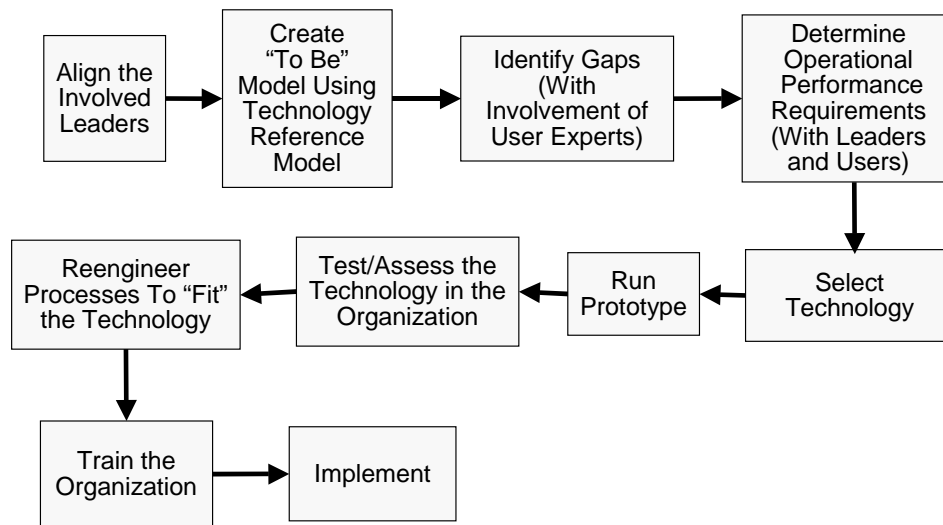 Align the
Involved
Leaders
Create
“To Be”
Model Using
Technology
Reference
Model
Identify Gaps
(With
Involvement of
User Experts)
Determine
Operational
Performance
Requirements
(With Leaders
and Users)
Select
Technology
Run
Prototype
Test/Assess the
Technology in the
Organization
Reengineer
Processes To “Fit”
the Technology
Train the
Organization
Implement